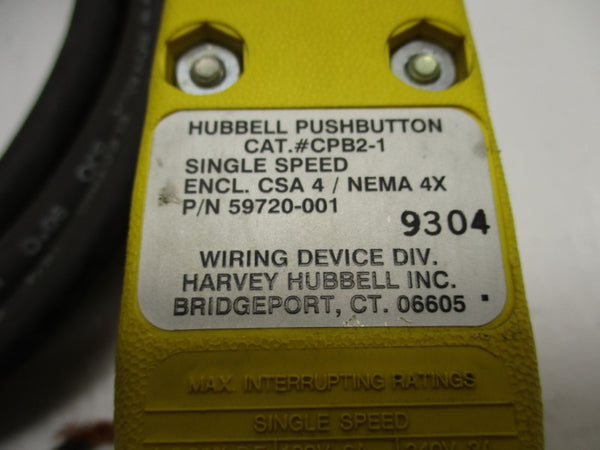 HUBBELL PUSHBUTTON
CAT.#CPB2-1
SINGLE SPEED
ENCL. CSA 4 / NEMA 4X
P/N 59720-001
9304
WIRING DEVICE DIV.
HARVEY HUBBELL INC.
BRIDGEPORT, CT. 06605
MAX. INTERRUPTING RATINGS
SINGLE SPEED